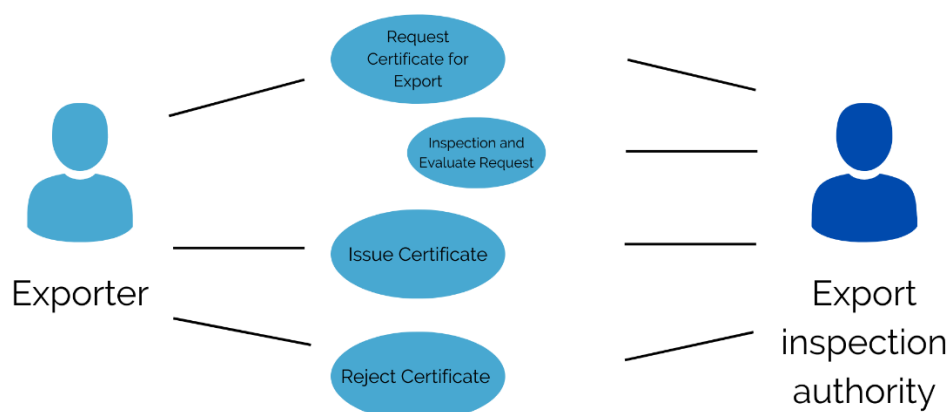 Request
Certificate for
Export
Inspection and
Evaluate Request
Issue Certificate
Exporter
Export
inspection
authority
Reject Certificate